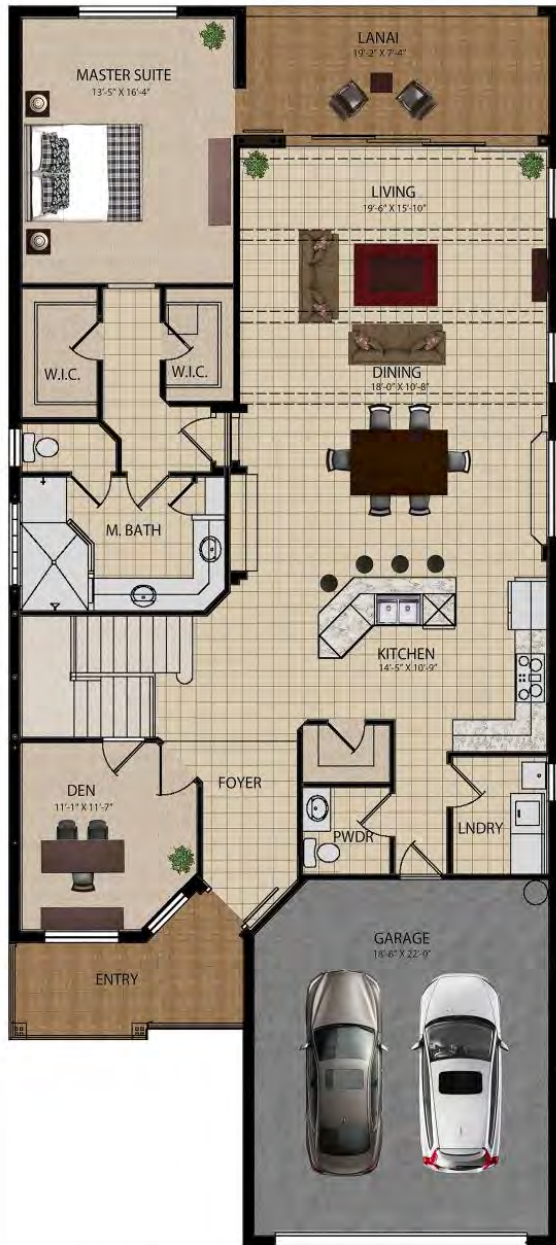 LANAI
19'-2" X 7'-4"
MASTER SUITE
13'-5" X 16'-4"
LIVING
19'-6" X 15'-10"
W.I.C.
W.I.C.
DINING
18'-0" X 10'-8"
M. BATH
KITCHEN
14'-5" X 10'-9"
DEN
11'-1" X 11'-7"
FOYER
PWDR
LNDRY
GARAGE
18'-6" X 22'-9"
ENTRY